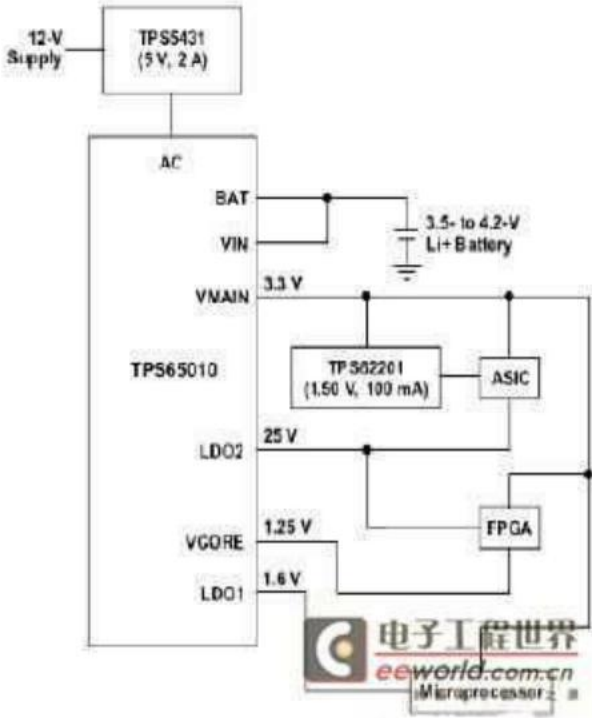 12-V
Supply
TPS5431
(5 V, 2 A)
AC
BAT
VIN
3.5- to 4.2-V
Li+ Battery
VMAIN
3.3 V
TPS65010
TPS62201
(1.50 V, 100 mA)
ASIC
LDO2
25 V
VCORE
1.25 V
FPGA
LDO1
1.6 V
电子工程世界
eeworld.com.cn
Microprocessor